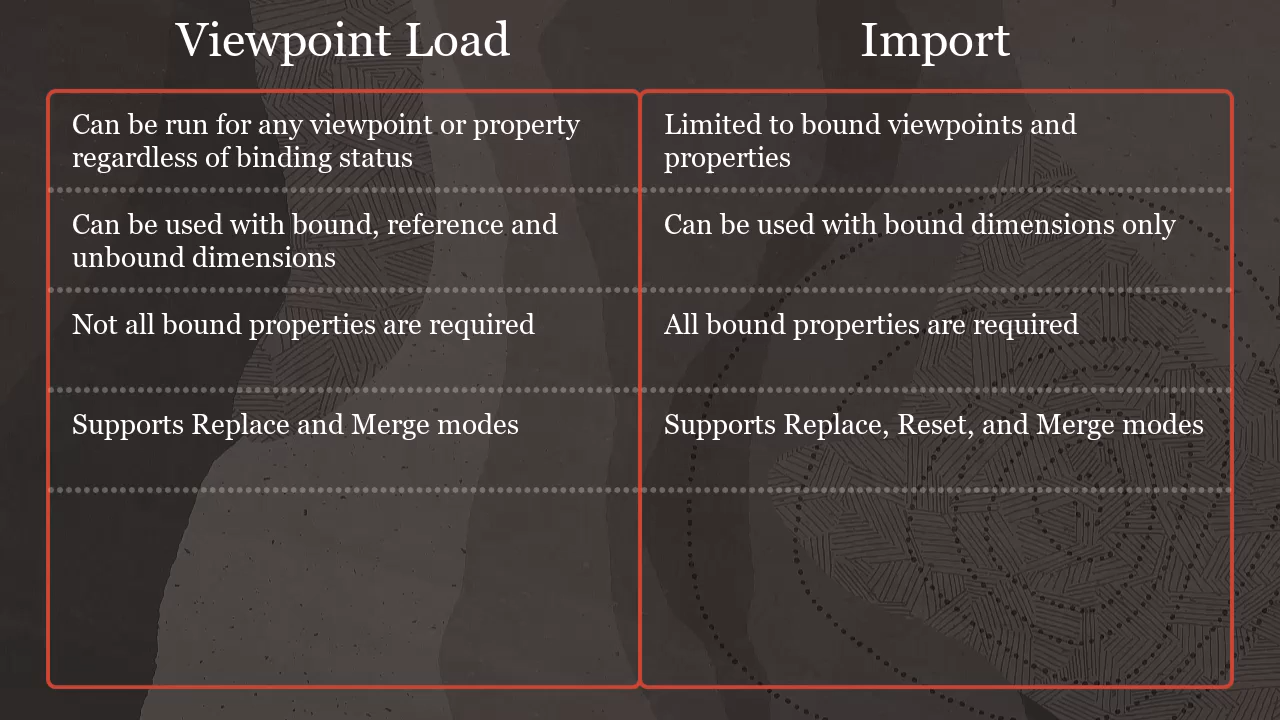 Viewpoint Load
Import
Can be run for any viewpoint or property
regardless of binding status
Limited to bound viewpoints and
properties
Can be used with bound, reference and
unbound dimensions
Can be used with bound dimensions only
Not all bound properties are required
All bound properties are required
Supports Replace and Merge modes
Supports Replace, Reset, and Merge modes